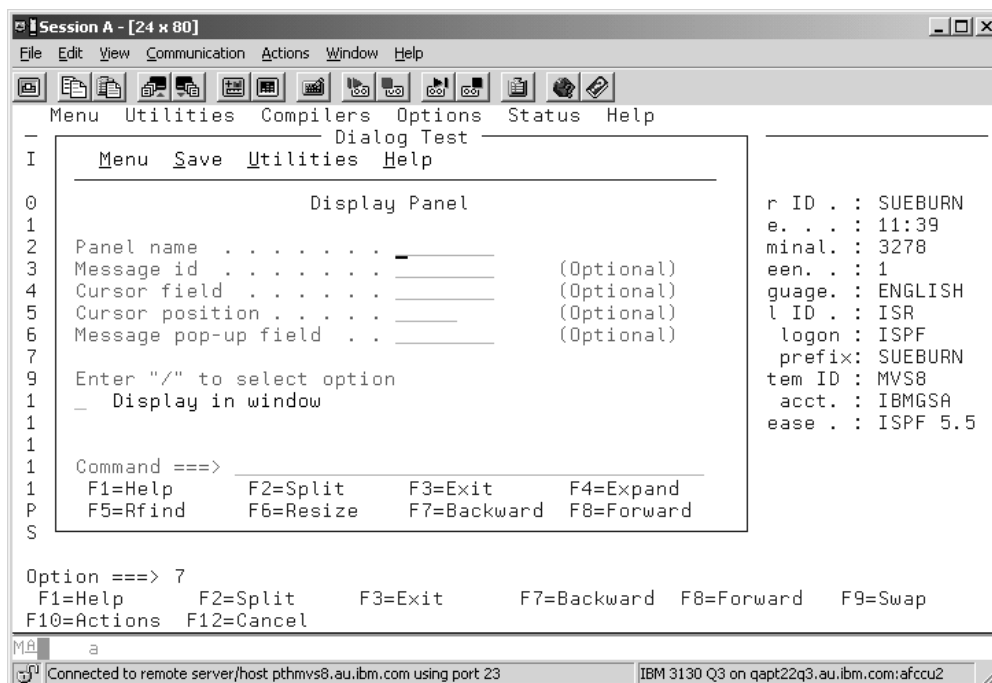 Session A - [24 x 80]
File Edit View Communication Actions Window Help
Menu Utilities Compilers Options Status Help
Dialog Test
I Menu Save Utilities Help
0 Display Panel r ID . : SUEBURN
1 e. . . : 11:39
2 Panel name . . . . . . . minal. : 3278
3 Message id . . . . . . . (Optional) een. . : 1
4 Cursor field . . . . . . (Optional) guage. : ENGLISH
5 Cursor position . . . . . (Optional) l ID . : ISR
6 Message pop-up field . . (Optional) logon : ISPF
7 prefix: SUEBURN
9 Enter "/" to select option tem ID : MVS8
1 _ Display in window acct. : IBMGSA
1 ease . : ISPF 5.5
1
1 Command ===>
1 F1=Help F2=Split F3=Exit F4=Expand
P F5=Rfind F6=Resize F7=Backward F8=Forward
S
Option ===> 7
F1=Help F2=Split F3=Exit F7=Backward F8=Forward F9=Swap
F10=Actions F12=Cancel
MA a
Connected to remote server/host pthmvs8.au.ibm.com using port 23 IBM 3130 Q3 on qapt22q3.au.ibm.com:afccu2